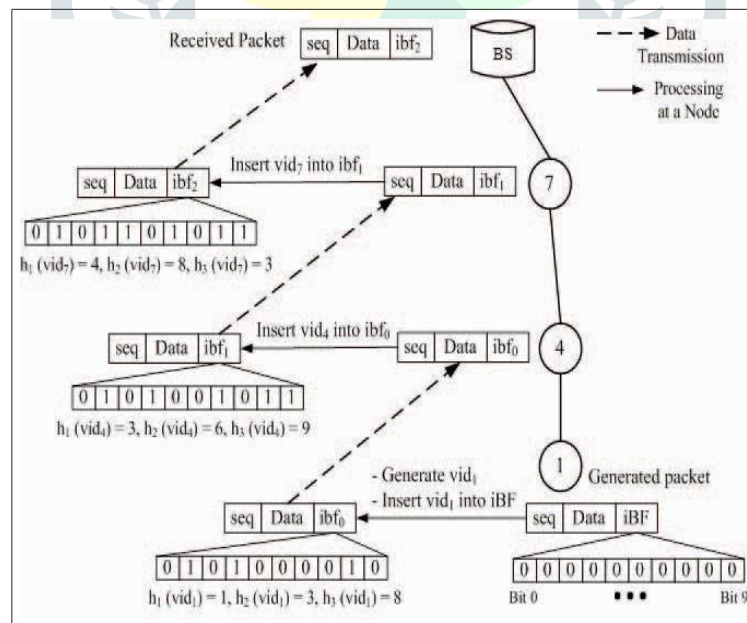 Received Packet
seq Data ibf₂
BS
Data
Transmission
Processing
at a Node
seq Data ibf₂
Insert vid₇ into ibf₁
seq Data ibf₁
7
0 1 0 1 1 0 1 0 1 1
h₁ (vid₇) = 4, h₂ (vid₇) = 8, h₃ (vid₇) = 3
seq Data ibf₁
Insert vid₄ into ibf₀
seq Data ibf₀
4
0 1 0 1 0 0 1 0 1 1
h₁ (vid₄) = 3, h₂ (vid₄) = 6, h₃ (vid₄) = 9
1
- Generate vid₁
- Insert vid₁ into iBF
Generated packet
seq Data ibf₀
seq Data iBF
0 1 0 1 0 0 0 0 1 0
0 0 0 0 0 0 0 0 0 0
h₁ (vid₁) = 1, h₂ (vid₁) = 3, h₃ (vid₁) = 8
Bit 0 ••• Bit 9